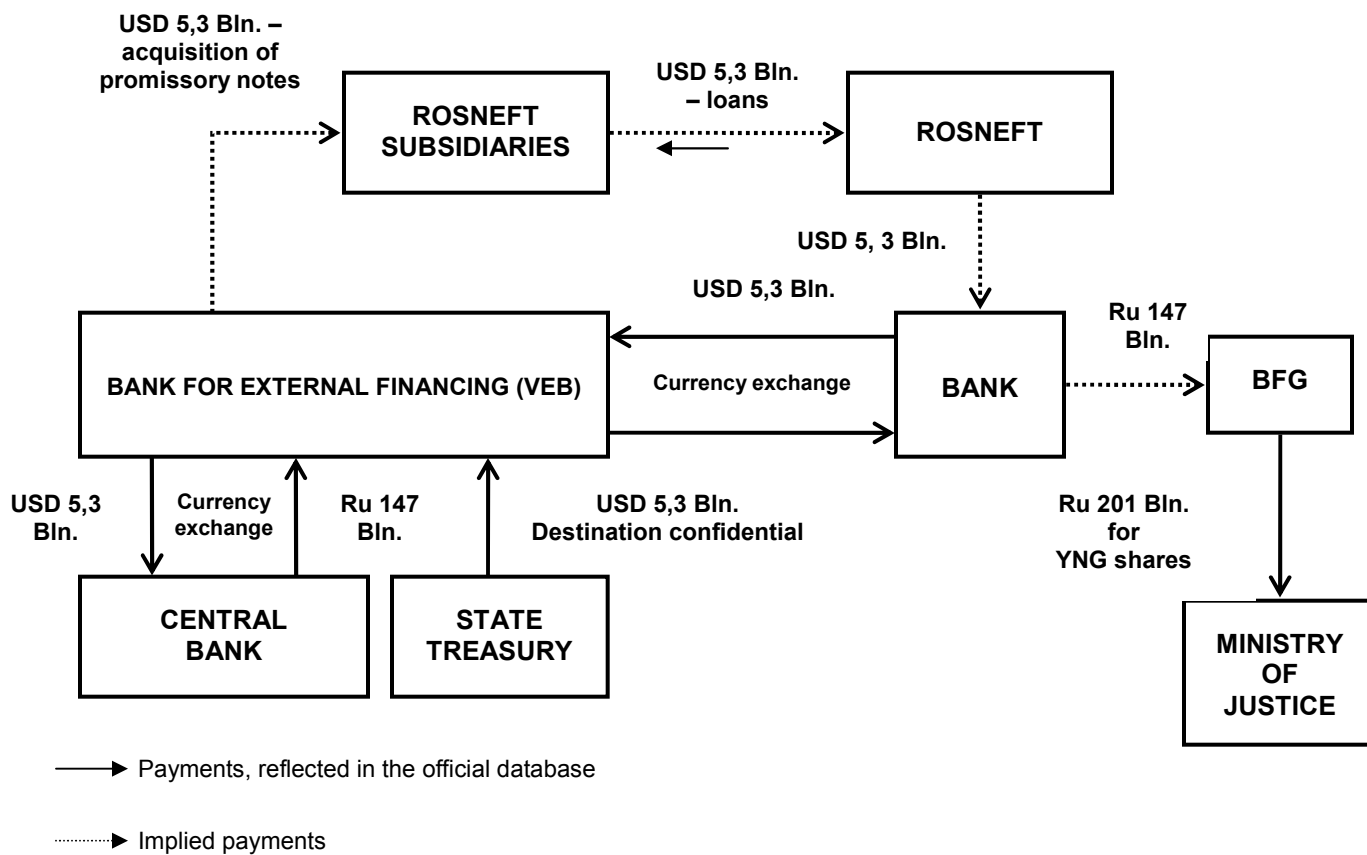 USD 5,3 Bln. –
acquisition of
promissory notes
USD 5,3 Bln.
– loans
ROSNEFT
SUBSIDIARIES
ROSNEFT
USD 5, 3 Bln.
USD 5,3 Bln.
Ru 147
Bln.
BANK FOR EXTERNAL FINANCING (VEB)
Currency exchange
BANK
BFG
USD 5,3
Bln.
Currency
exchange
Ru 147
Bln.
USD 5,3 Bln.
Destination confidential
Ru 201 Bln.
for
YNG shares
CENTRAL
BANK
STATE
TREASURY
MINISTRY
OF
JUSTICE
Payments, reflected in the official database
Implied payments